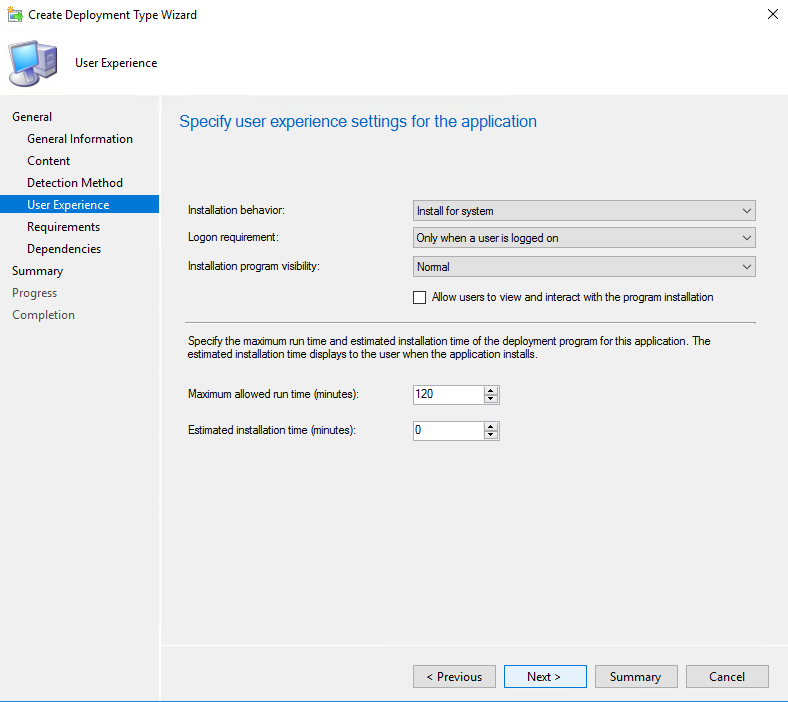 Create Deployment Type Wizard
User Experience
General
General Information
Content
Detection Method
User Experience
Requirements
Dependencies
Summary
Progress
Completion
Specify user experience settings for the application
Installation behavior: Install for system
Logon requirement: Only when a user is logged on
Installation program visibility: Normal
Allow users to view and interact with the program installation
Specify the maximum run time and estimated installation time of the deployment program for this application. The
estimated installation time displays to the user when the application installs.
Maximum allowed run time (minutes): 120
Estimated installation time (minutes): 0
< Previous Next > Summary Cancel